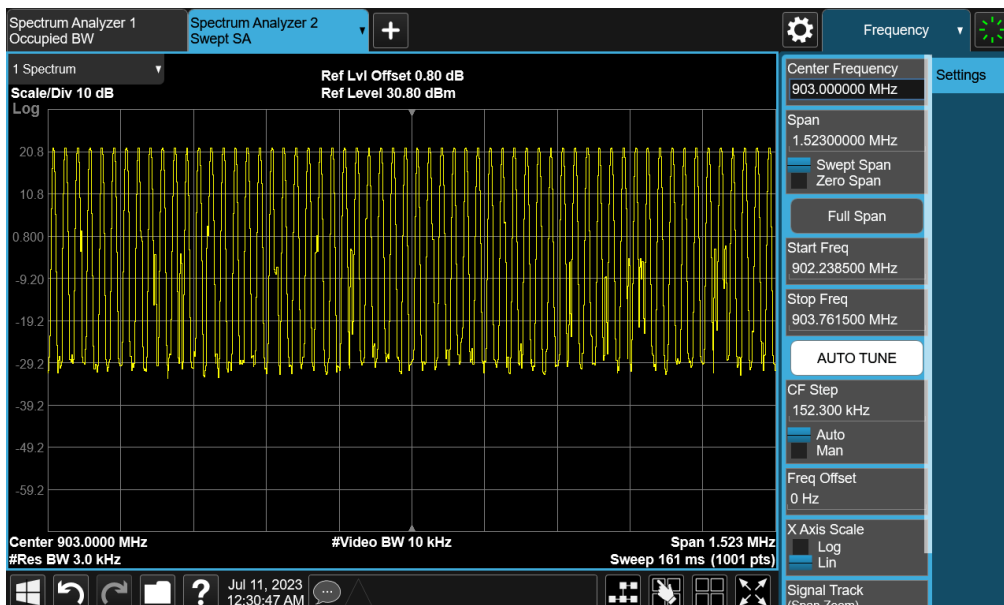 Spectrum Analyzer 1
Occupied BW
Spectrum Analyzer 2
Swept SA
Frequency
1 Spectrum
Scale/Div 10 dB
Ref Lvl Offset 0.80 dB
Ref Level 30.80 dBm
Log
20.8
10.8
0.800
-9.20
-19.2
-29.2
-39.2
-49.2
-59.2
Center 903.0000 MHz
#Video BW 10 kHz
Span 1.523 MHz
#Res BW 3.0 kHz
Sweep 161 ms (1001 pts)
Jul 11, 2023
12:30:47 AM
?
Center Frequency
903.000000 MHz
Settings
Span
1.52300000 MHz
Swept Span
Zero Span
Full Span
Start Freq
902.238500 MHz
Stop Freq
903.761500 MHz
AUTO TUNE
CF Step
152.300 kHz
Auto
Man
Freq Offset
0 Hz
X Axis Scale
Log
Lin
Signal Track
(Span Zoom)